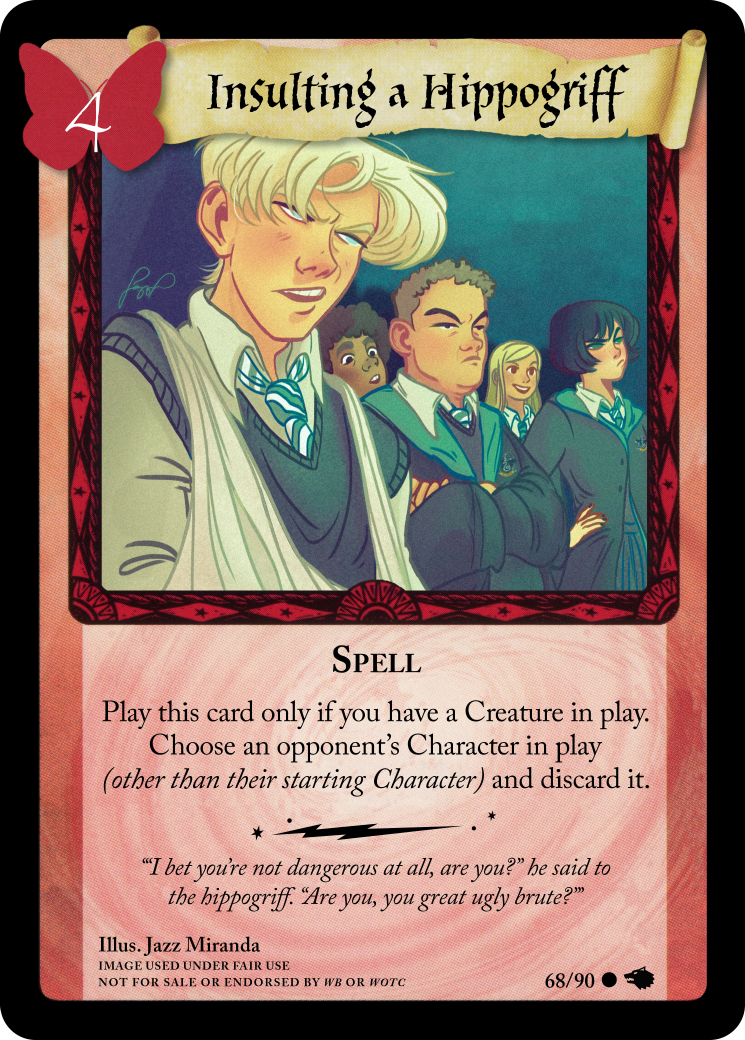 4
Insulting a Hippogriff
SPELL
Play this card only if you have a Creature in play.
Choose an opponent's Character in play
(other than their starting Character) and discard it.
“‘I bet you're not dangerous at all, are you?” he said to
the hippogriff. “Are you, you great ugly brute?”’
Illus. Jazz Miranda
IMAGE USED UNDER FAIR USE
NOT FOR SALE OR ENDORSED BY WB OR WOTC
68/90